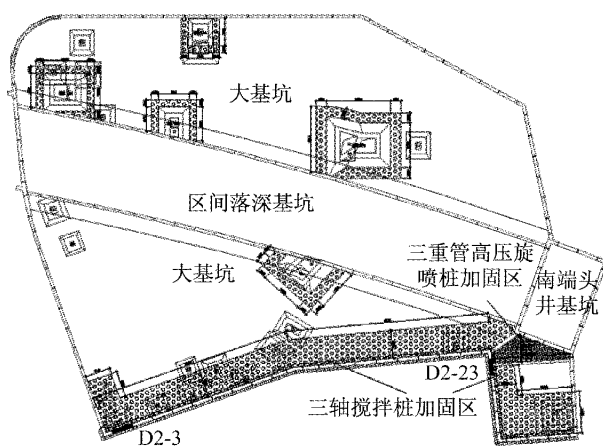 大基坑
区间落深基坑
三重管高压旋
喷桩加固区
南端头
井基坑
大基坑
D2-23
三轴搅拌桩加固区
D2-3